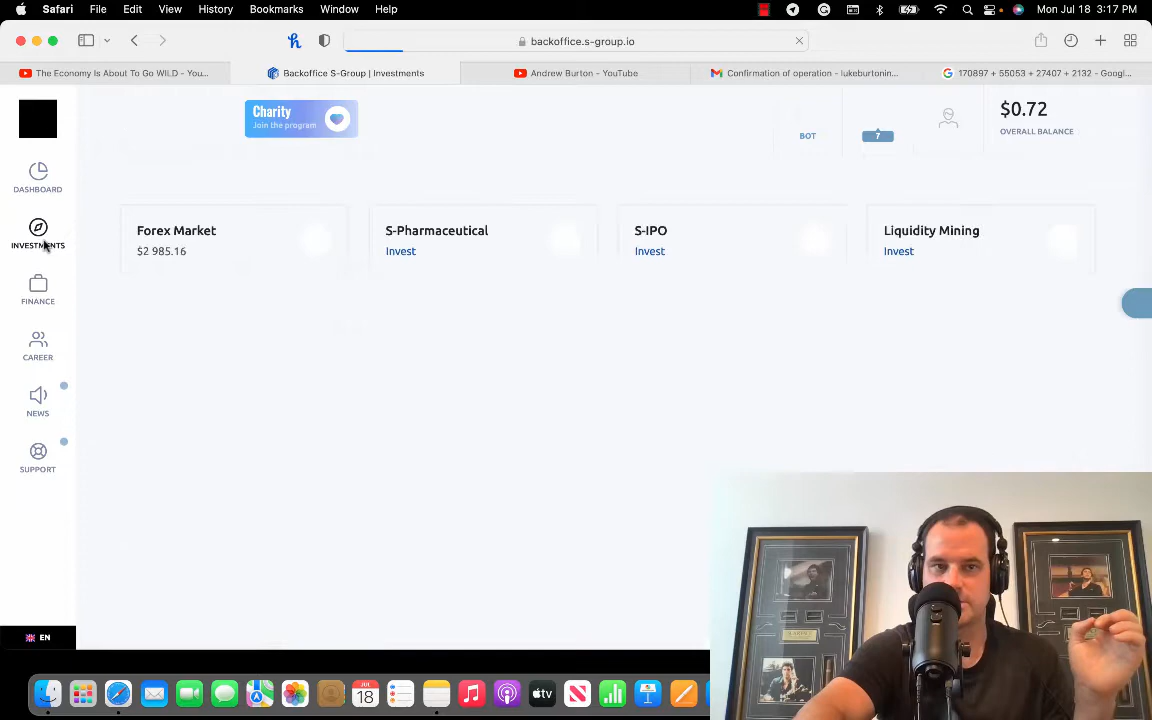 Safari File Edit View History Bookmarks Window Help Mon Jul 18 3:17 PM
backoffice.s-group.io
The Economy Is About To Go WILD - You...
Backoffice S-Group | Investments
Andrew Burton - YouTube
Confirmation of operation - lukeburtonin...
170897 + 55053 + 27407 + 2132 - Googl...
Charity
Join the program
BOT
7
$0.72
OVERALL BALANCE
DASHBOARD
INVESTMENTS
FINANCE
CAREER
NEWS
SUPPORT
EN
Forex Market
$2 985.16
S-Pharmaceutical
Invest
S-IPO
Invest
Liquidity Mining
Invest
JUL
18
tv